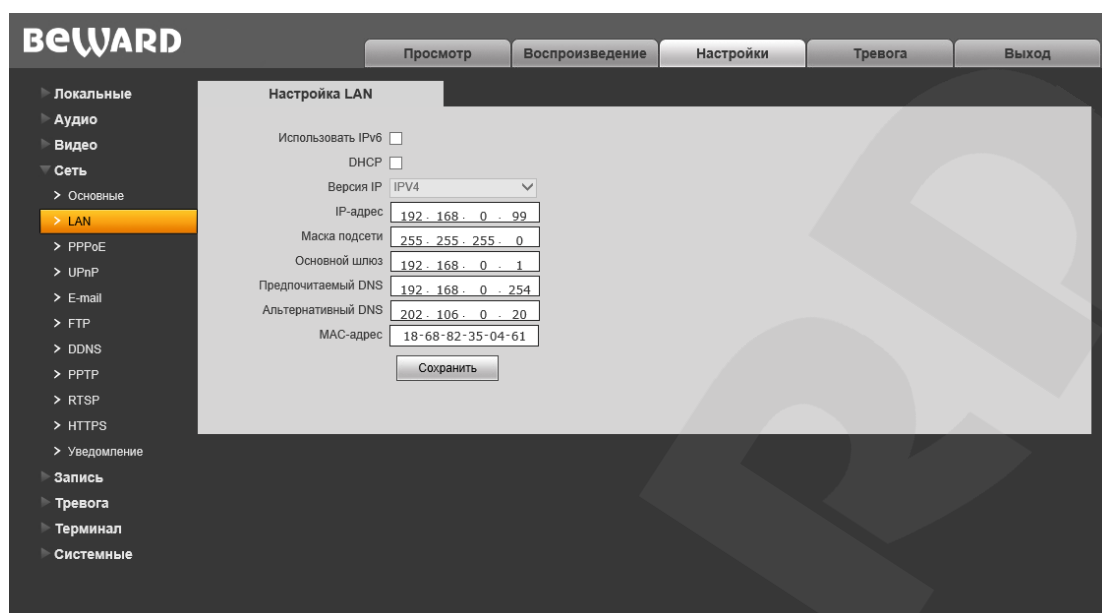 BEWARD
Просмотр Воспроизведение Настройки Тревога Выход
Локальные
Аудио
Видео
Сеть
> Основные
> LAN
> PPPoE
> UPnP
> E-mail
> FTP
> DDNS
> PPTP
> RTSP
> HTTPS
> Уведомление
Запись
Тревога
Терминал
Системные
Настройка LAN
Использовать IPv6
DHCP
Версия IP IPV4
IP-адрес 192 . 168 . 0 . 99
Маска подсети 255 . 255 . 255 . 0
Основной шлюз 192 . 168 . 0 . 1
Предпочитаемый DNS 192 . 168 . 0 . 254
Альтернативный DNS 202 . 106 . 0 . 20
MAC-адрес 18-68-82-35-04-61
Сохранить